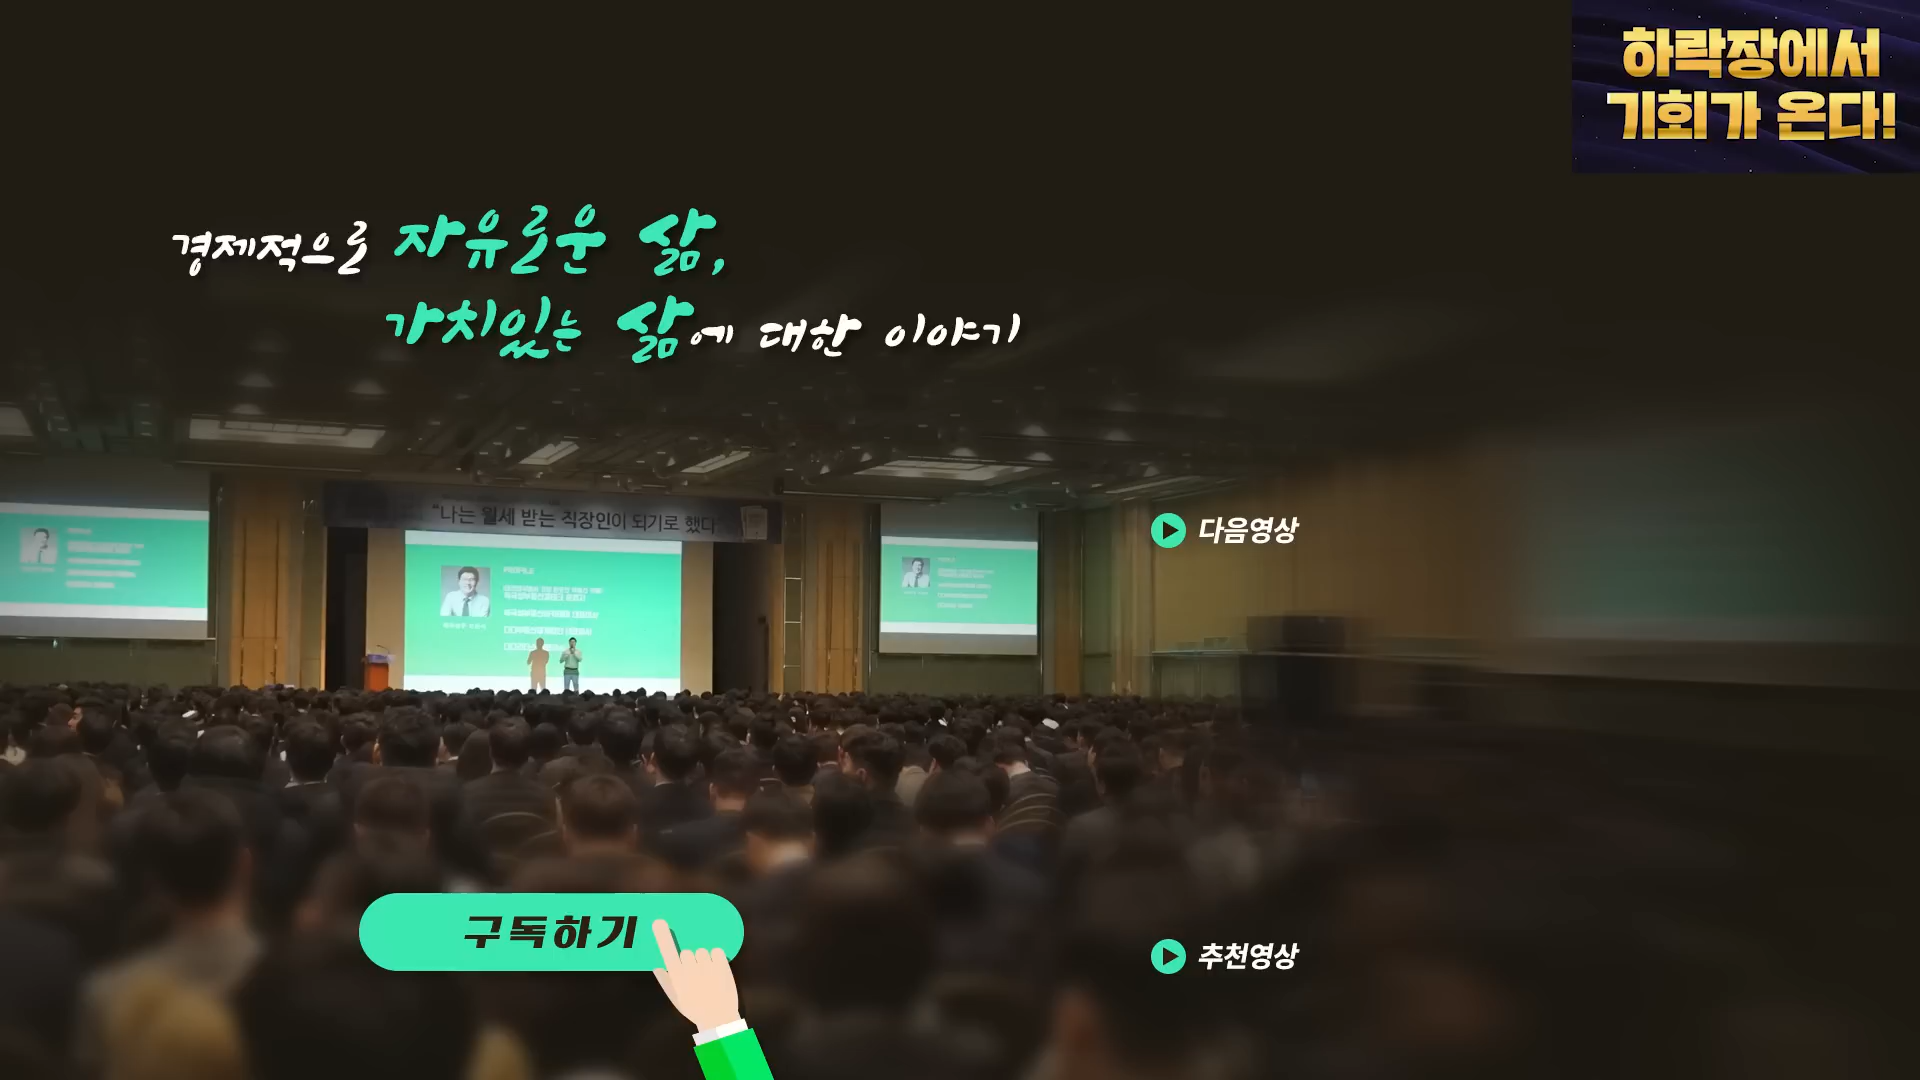 하락장에서
기회가 온다!
경제적으로 자유로운 삶,
가치있는 삶에 대한 이야기
"나는 월세 받는 직장인이 되기로 했다"
PROFILE
다음영상
구독하기
추천영상